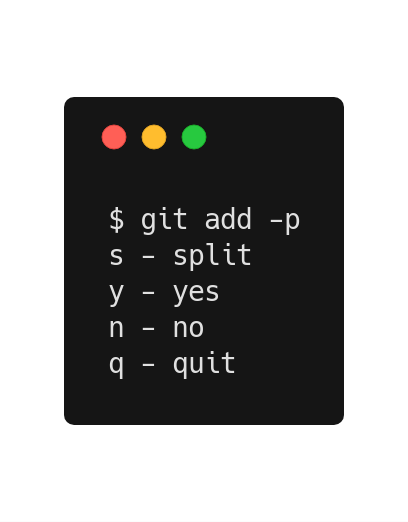 $ git add -p
s - split
y - yes
n - no
q - quit